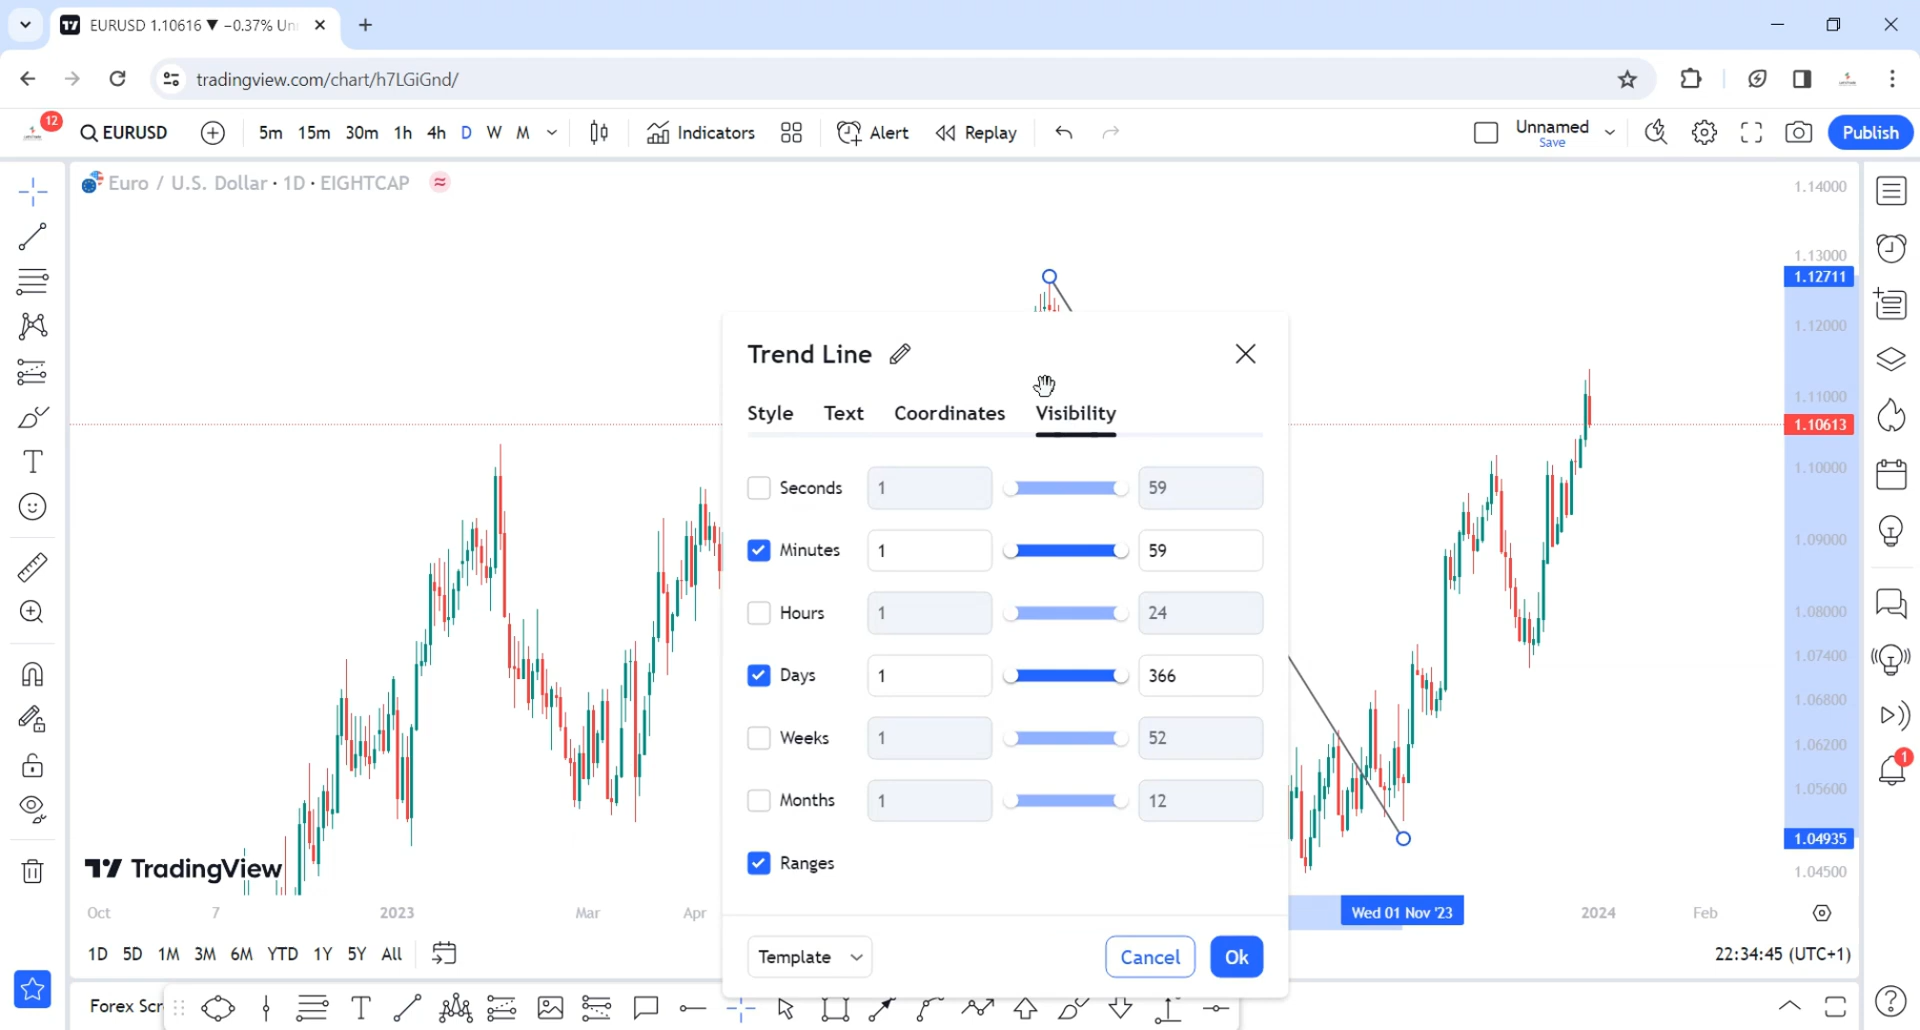 EURUSD 1.10616 ▼ −0.37% Un
tradingview.com/chart/h7LGiGnd/
12
EURUSD
5m 15m 30m 1h 4h D W M
Indicators
Alert
Replay
Unnamed
Save
Publish
Euro / U.S. Dollar · 1D · EIGHTCAP
1.14000
1.13000
1.12711
1.12000
1.11000
1.10613
1.10000
1.09000
1.08000
1.07400
1.06800
1.06200
1.05600
1.04935
1.04500
Trend Line
Style Text Coordinates Visibility
Seconds 1 59
Minutes 1 59
Hours 1 24
Days 1 366
Weeks 1 52
Months 1 12
Ranges
Template Cancel Ok
1
TradingView
Oct 7 2023 Mar Apr Wed 01 Nov '23 2024 Feb
1D 5D 1M 3M 6M YTD 1Y 5Y All
22:34:45 (UTC+1)
Forex Scr